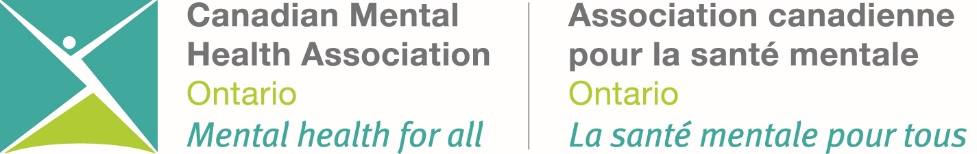 Canadian Mental
Health Association
Ontario
Mental health for all
Association canadienne
pour la santé mentale
Ontario
La santé mentale pour tous